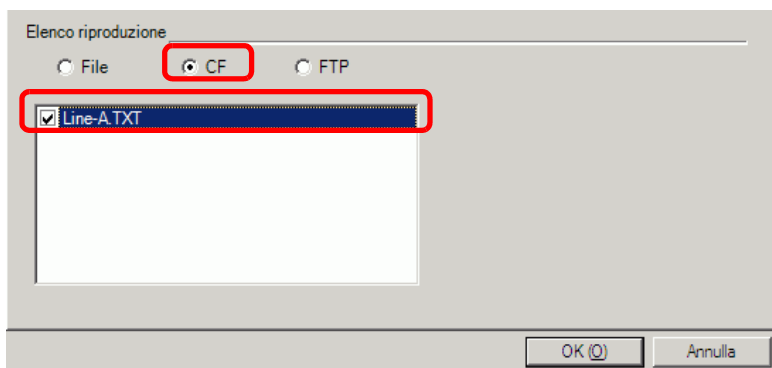 Elenco riproduzione
File CF FTP
Line-A.TXT
OK (O) Annulla